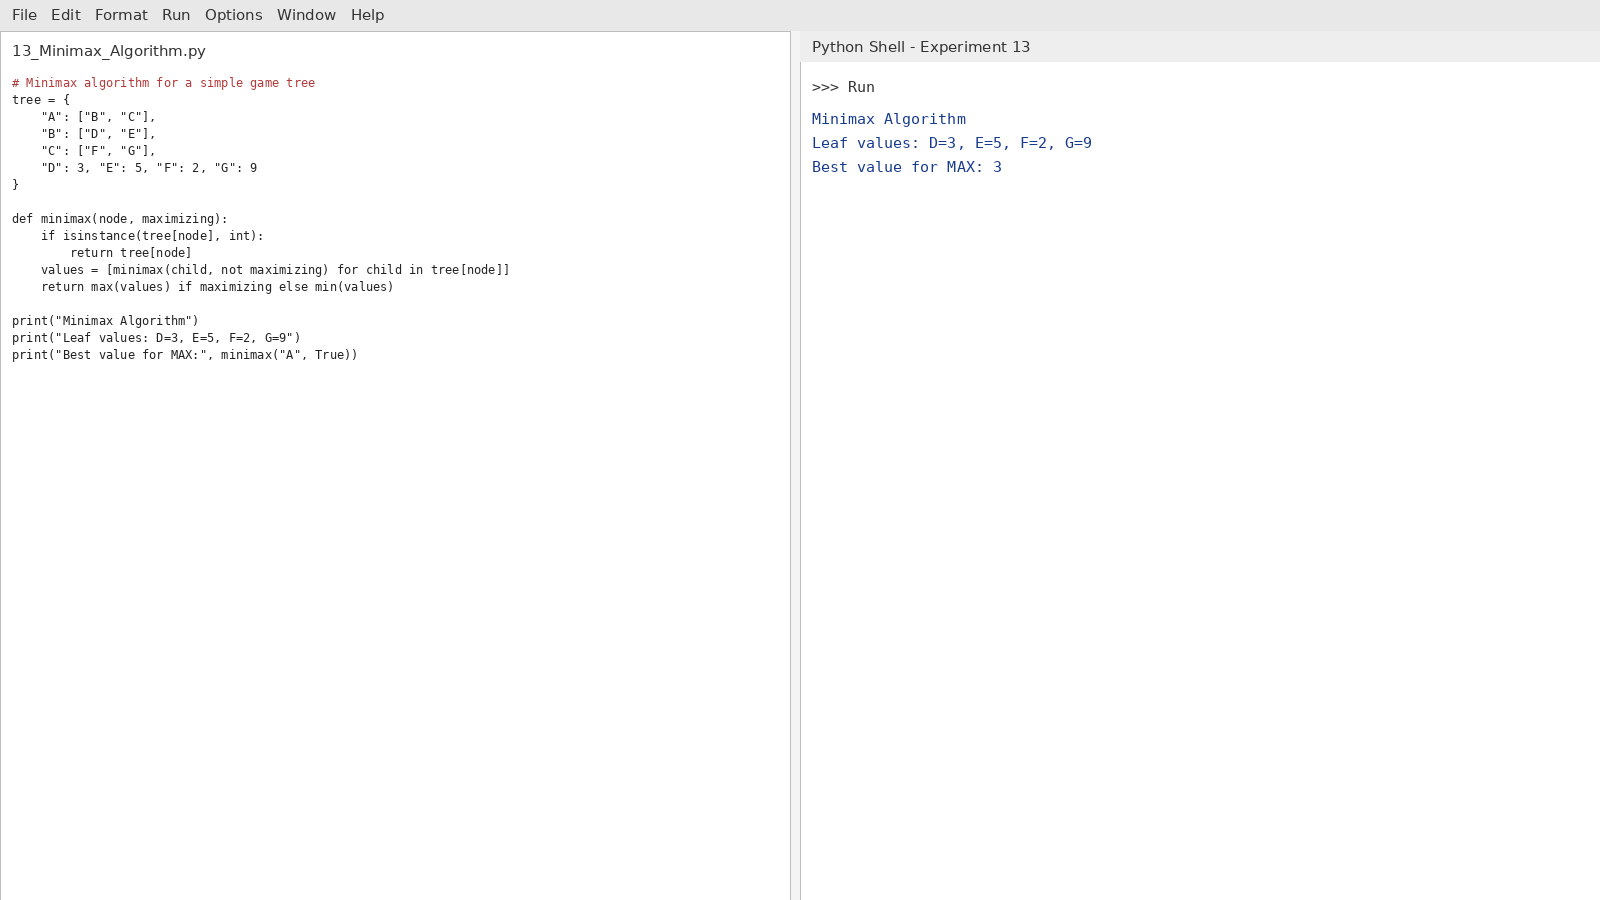 File Edit Format Run Options Window Help
13_Minimax_Algorithm.py
# Minimax algorithm for a simple game tree
tree = {
    "A": ["B", "C"],
    "B": ["D", "E"],
    "C": ["F", "G"],
    "D": 3, "E": 5, "F": 2, "G": 9
}
def minimax(node, maximizing):
    if isinstance(tree[node], int):
        return tree[node]
    values = [minimax(child, not maximizing) for child in tree[node]]
    return max(values) if maximizing else min(values)
print("Minimax Algorithm")
print("Leaf values: D=3, E=5, F=2, G=9")
print("Best value for MAX:", minimax("A", True))
Python Shell - Experiment 13
>>> Run
Minimax Algorithm
Leaf values: D=3, E=5, F=2, G=9
Best value for MAX: 3